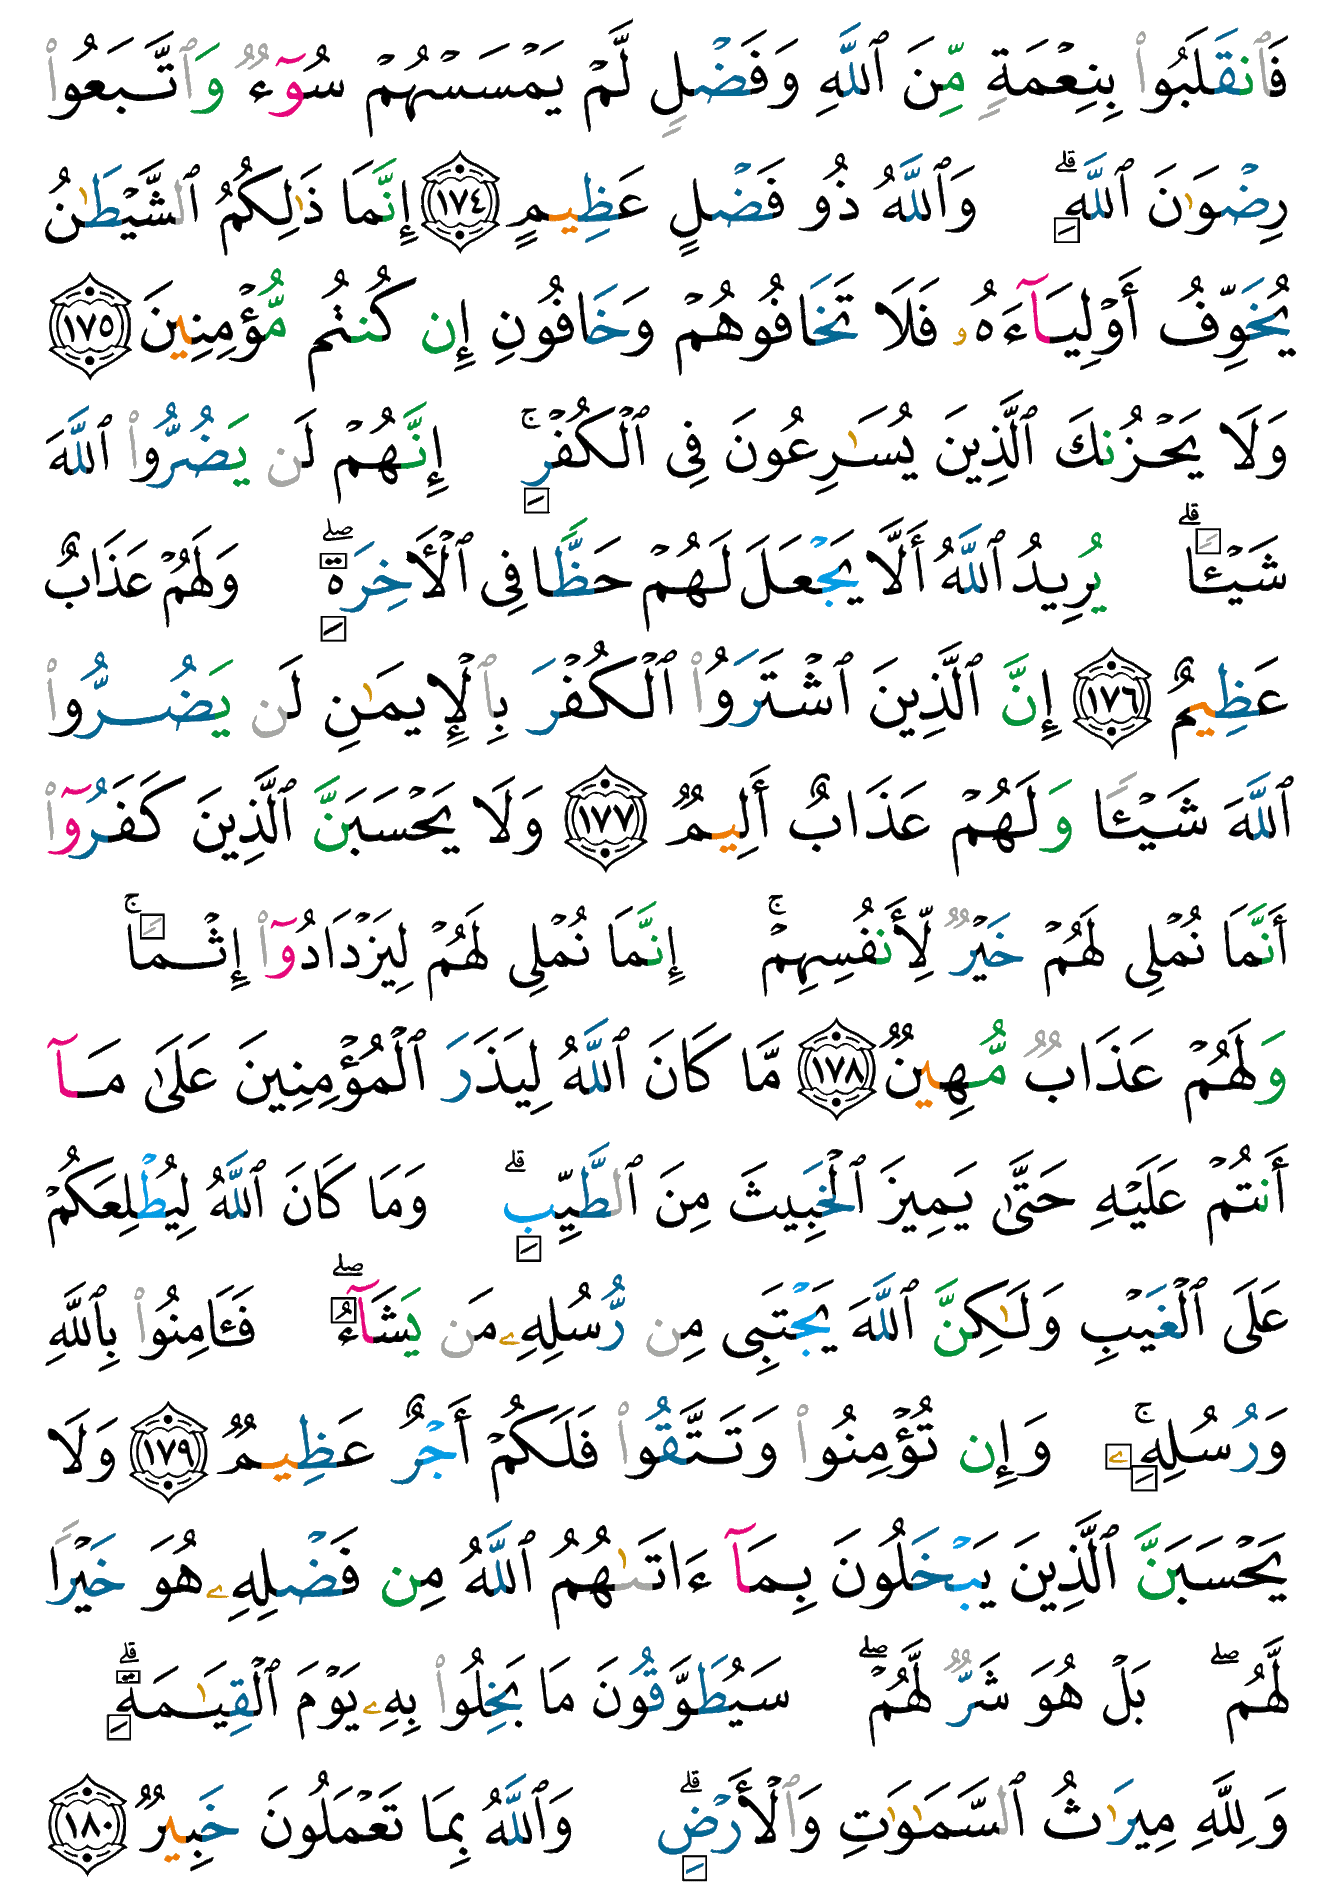 فَٱنقَلَبُوا۟ بِنِعْمَةٍ مِّنَ ٱللَّهِ وَفَضْلٍ لَّمْ يَمْسَسْهُمْ سُوٓءٌ وَٱتَّبَعُوا۟
رِضْوَٰنَ ٱللَّهِ ۗ وَٱللَّهُ ذُو فَضْلٍ عَظِيمٍ ١٧٤ إِنَّمَا ذَٰلِكُمُ ٱلشَّيْطَٰنُ
يُخَوِّفُ أَوْلِيَآءَهُۥ فَلَا تَخَافُوهُمْ وَخَافُونِ إِن كُنتُم مُّؤْمِنِينَ ١٧٥
وَلَا يَحْزُنكَ ٱلَّذِينَ يُسَٰرِعُونَ فِى ٱلْكُفْرِ ۚ إِنَّهُمْ لَن يَضُرُّوا۟ ٱللَّهَ
شَيْـًٔا ۗ يُرِيدُ ٱللَّهُ أَلَّا يَجْعَلَ لَهُمْ حَظًّا فِى ٱلْأَخِرَةِ ۖ وَلَهُمْ عَذَابٌ
عَظِيمٌ ١٧٦ إِنَّ ٱلَّذِينَ ٱشْتَرَوُا۟ ٱلْكُفْرَ بِٱلْإِيمَٰنِ لَن يَضُرُّوا۟
ٱللَّهَ شَيْـًٔا وَلَهُمْ عَذَابٌ أَلِيمٌ ١٧٧ وَلَا يَحْسَبَنَّ ٱلَّذِينَ كَفَرُوٓا۟
أَنَّمَا نُمْلِى لَهُمْ خَيْرٌ لِّأَنفُسِهِمْ ۚ إِنَّمَا نُمْلِى لَهُمْ لِيَزْدَادُوٓا۟ إِثْمًا ۚ
وَلَهُمْ عَذَابٌ مُّهِينٌ ١٧٨ مَّا كَانَ ٱللَّهُ لِيَذَرَ ٱلْمُؤْمِنِينَ عَلَىٰ مَآ
أَنتُمْ عَلَيْهِ حَتَّىٰ يَمِيزَ ٱلْخَبِيثَ مِنَ ٱلطَّيِّبِ ۗ وَمَا كَانَ ٱللَّهُ لِيُطْلِعَكُمْ
عَلَى ٱلْغَيْبِ وَلَٰكِنَّ ٱللَّهَ يَجْتَبِى مِن رُّسُلِهِۦ مَن يَشَآءُ ۖ فَـَٔامِنُوا۟ بِٱللَّهِ
وَرُسُلِهِۦ ۚ وَإِن تُؤْمِنُوا۟ وَتَتَّقُوا۟ فَلَكُمْ أَجْرٌ عَظِيمٌ ١٧٩ وَلَا
يَحْسَبَنَّ ٱلَّذِينَ يَبْخَلُونَ بِمَآ ءَاتَىٰهُمُ ٱللَّهُ مِن فَضْلِهِۦ هُوَ خَيْرًا
لَّهُم ۖ بَلْ هُوَ شَرٌّ لَّهُمْ ۖ سَيُطَوَّقُونَ مَا بَخِلُوا۟ بِهِۦ يَوْمَ ٱلْقِيَٰمَةِ ۗ
وَلِلَّهِ مِيرَٰثُ ٱلسَّمَٰوَٰتِ وَٱلْأَرْضِ ۗ وَٱللَّهُ بِمَا تَعْمَلُونَ خَبِيرٌ ١٨٠